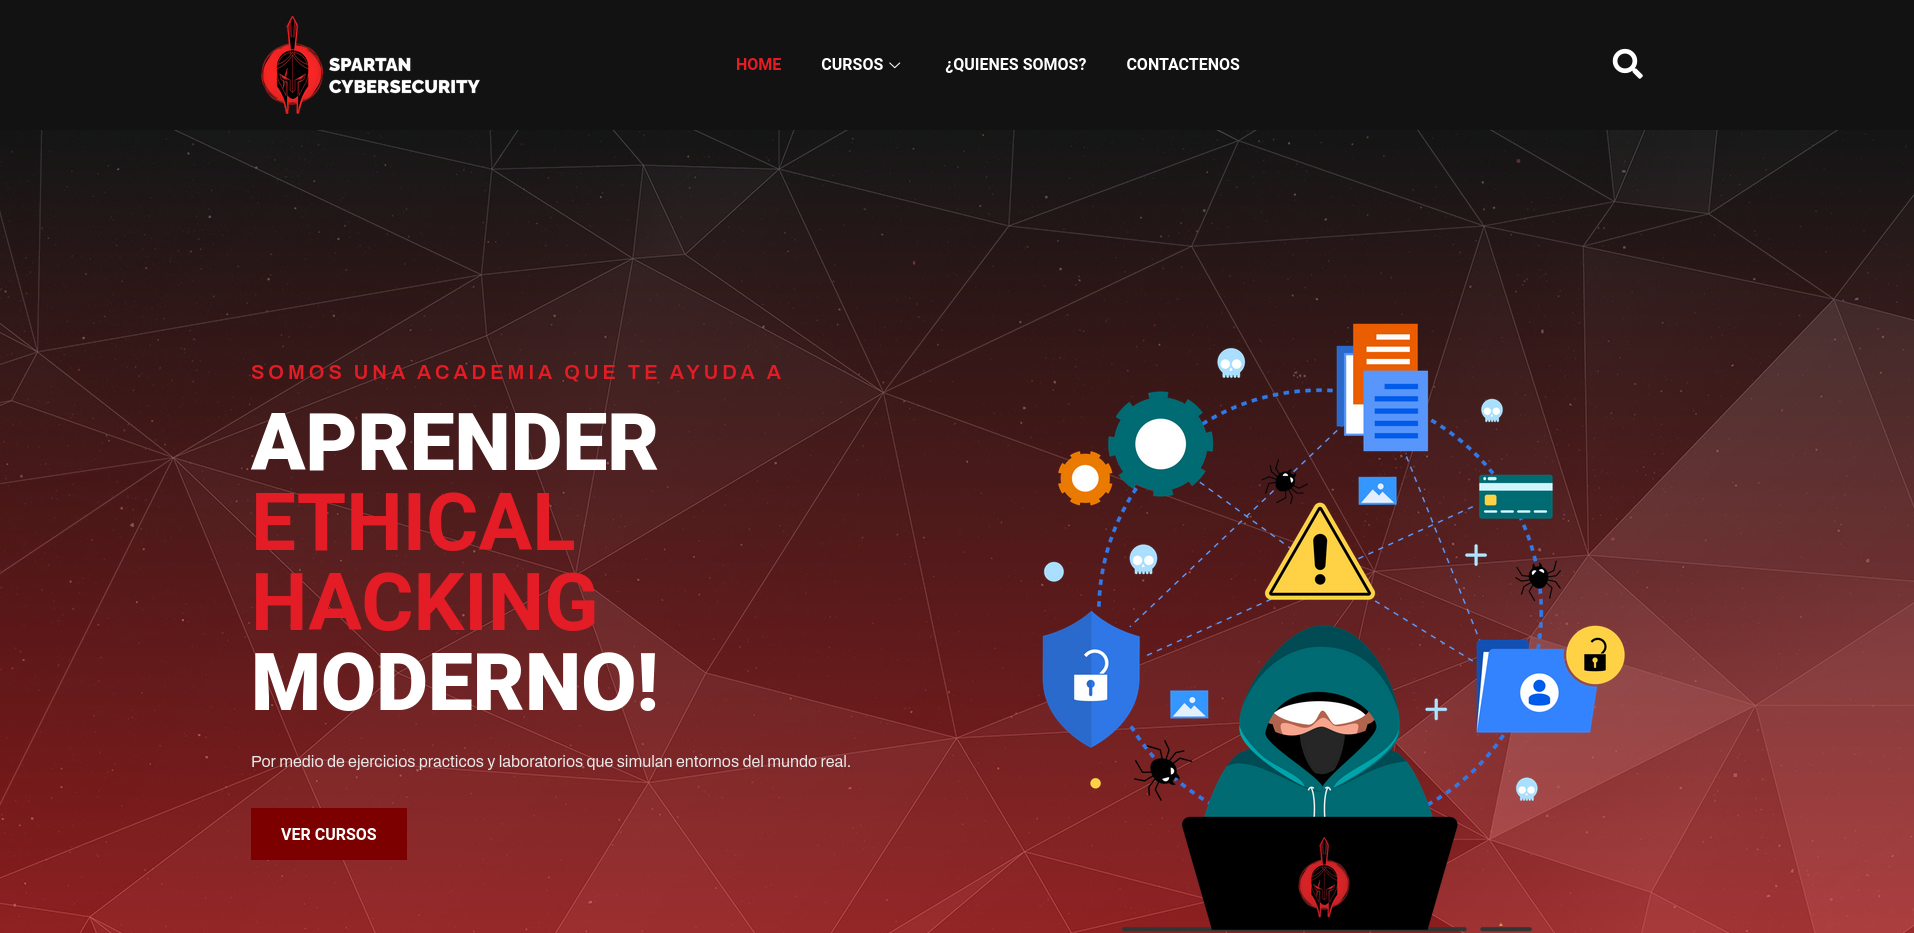 SPARTAN
CYBERSECURITY
HOME
CURSOS
¿QUIENES SOMOS?
CONTACTENOS
SOMOS UNA ACADEMIA QUE TE AYUDA A
APRENDER
ETHICAL
HACKING
MODERNO!
Por medio de ejercicios practicos y laboratorios que simulan entornos del mundo real.
VER CURSOS